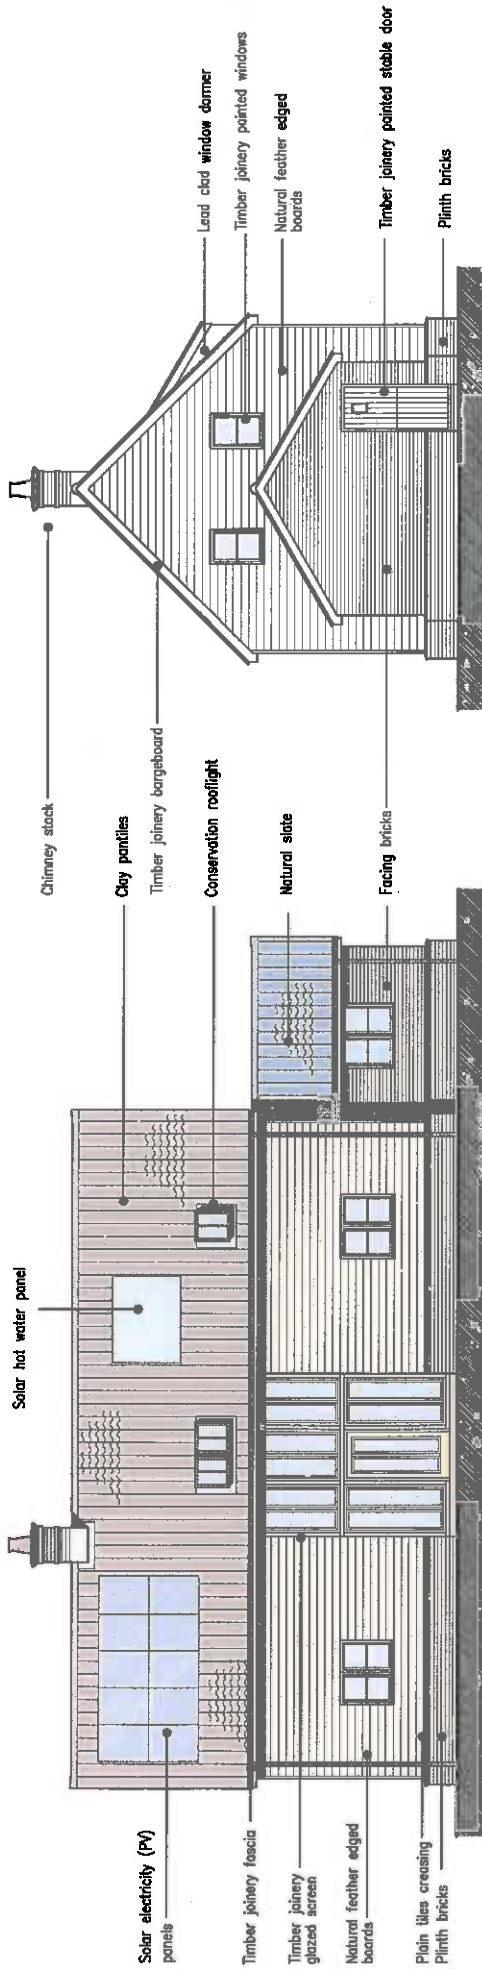 Solar electricity (PV)
panels
Timber joinery fascia
Timber joinery
glazed screen
Natural feather edged
boards
Plain tiles creasing
Plinth bricks
Solar hot water panel
Chimney stack
Clay pantiles
Timber joinery bargeboard
Conservation rooflight
Natural slate
Facing bricks
Lead clad window dormer
Timber joinery painted windows
Natural feather edged
boards
Timber joinery painted stable door
Plinth bricks